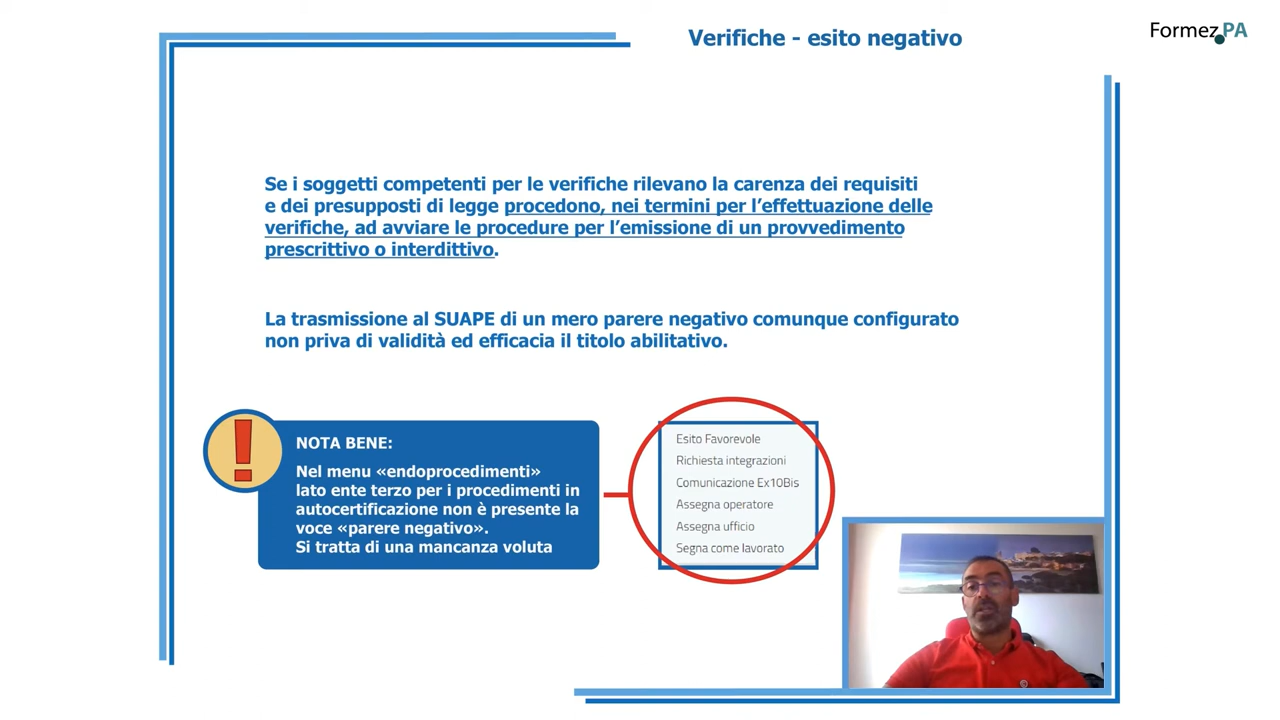 Verifiche - esito negativo
Formez PA
Se i soggetti competenti per le verifiche rilevano la carenza dei requisiti
e dei presupposti di legge procedono, nei termini per l'effettuazione delle
verifiche, ad avviare le procedure per l'emissione di un provvedimento
prescrittivo o interdittivo.
La trasmissione al SUAPE di un mero parere negativo comunque configurato
non priva di validità ed efficacia il titolo abilitativo.
NOTA BENE:
Nel menu «endoprocedimenti»
lato ente terzo per i procedimenti in
autocertificazione non è presente la
voce «parere negativo».
Si tratta di una mancanza voluta
Esito Favorevole
Richiesta integrazioni
Comunicazione Ex10Bis
Assegna operatore
Assegna ufficio
Segna come lavorato